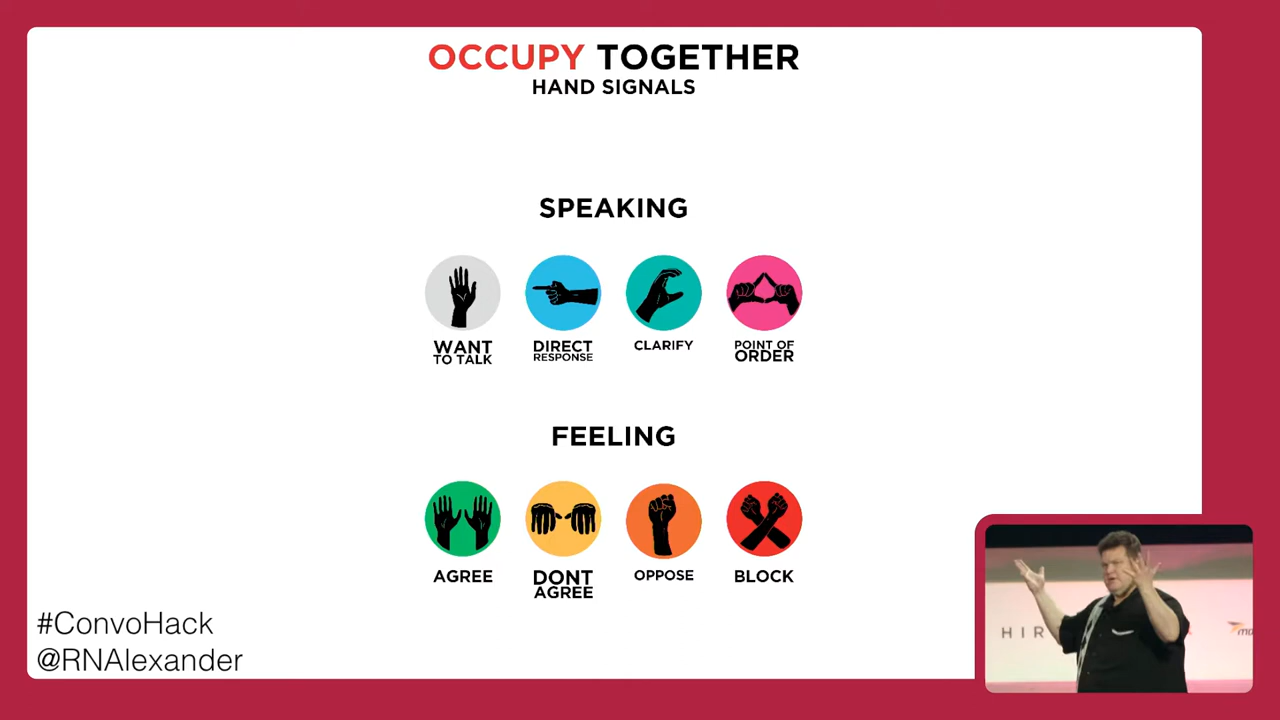 OCCUPY TOGETHER
HAND SIGNALS
SPEAKING
WANT
TO TALK
DIRECT
RESPONSE
CLARIFY
POINT OF
ORDER
FEELING
AGREE
DONT
AGREE
OPPOSE
BLOCK
#ConvoHack
@RNAlexander
HIR